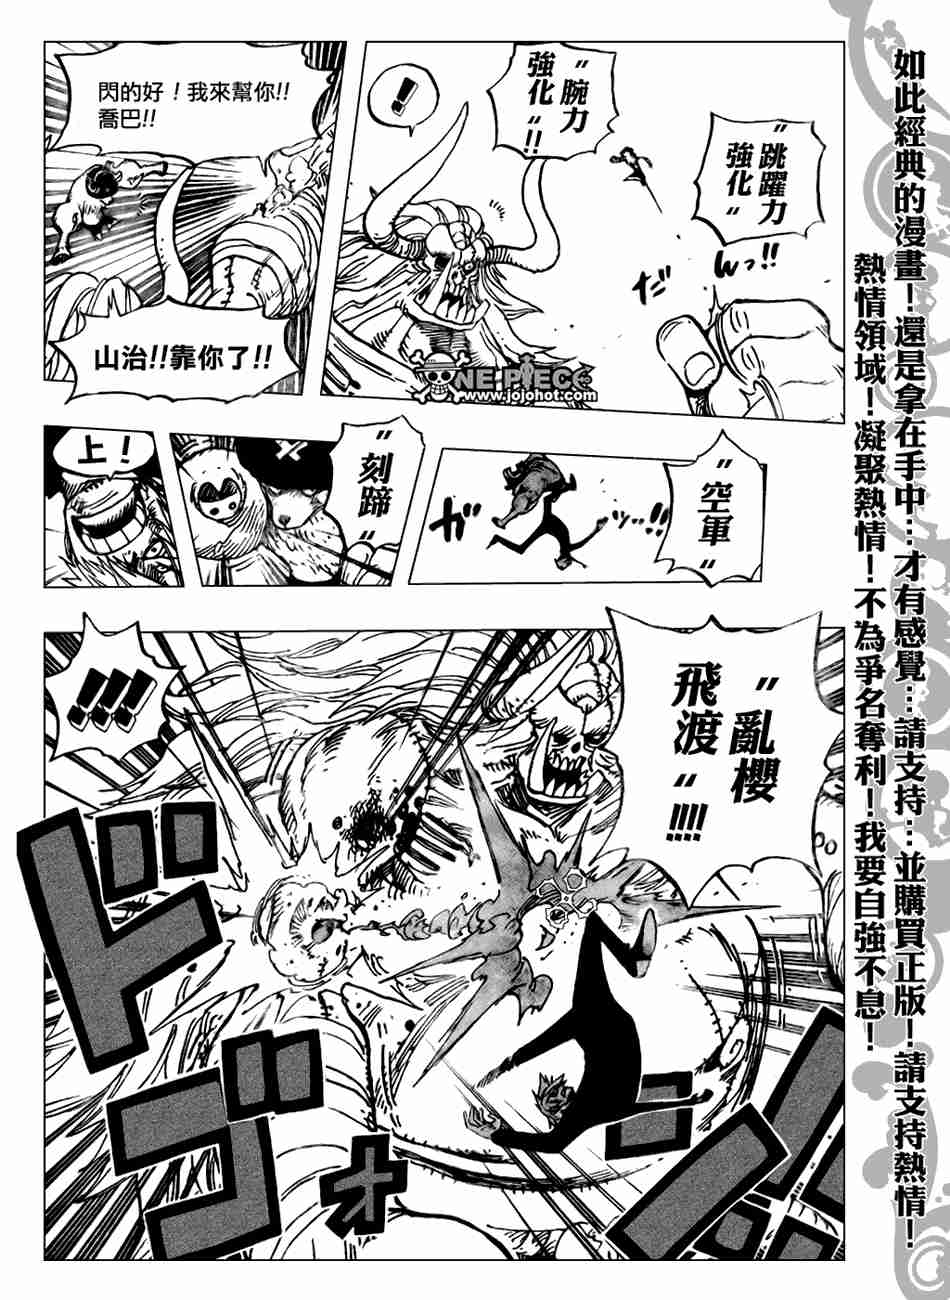 "跳躍力
強化"
"腕力
強化"!!
!
んっ!!
だ
閃的好！我來幫你!!
喬巴!!
山治!!靠你了!!
ONE PIECE
www.jojohot.com
"空軍"
ガ
ッ…!!
"刻蹄"
上！
"亂櫻
飛渡"!!!!
!!!!
ドゴォン!!
如此經典的漫畫！還是拿在手中…才有感覺…請支持…並購買正版！請支持熱情！
熱情領域！凝聚熱情！不為爭名奪利！我要自強不息！